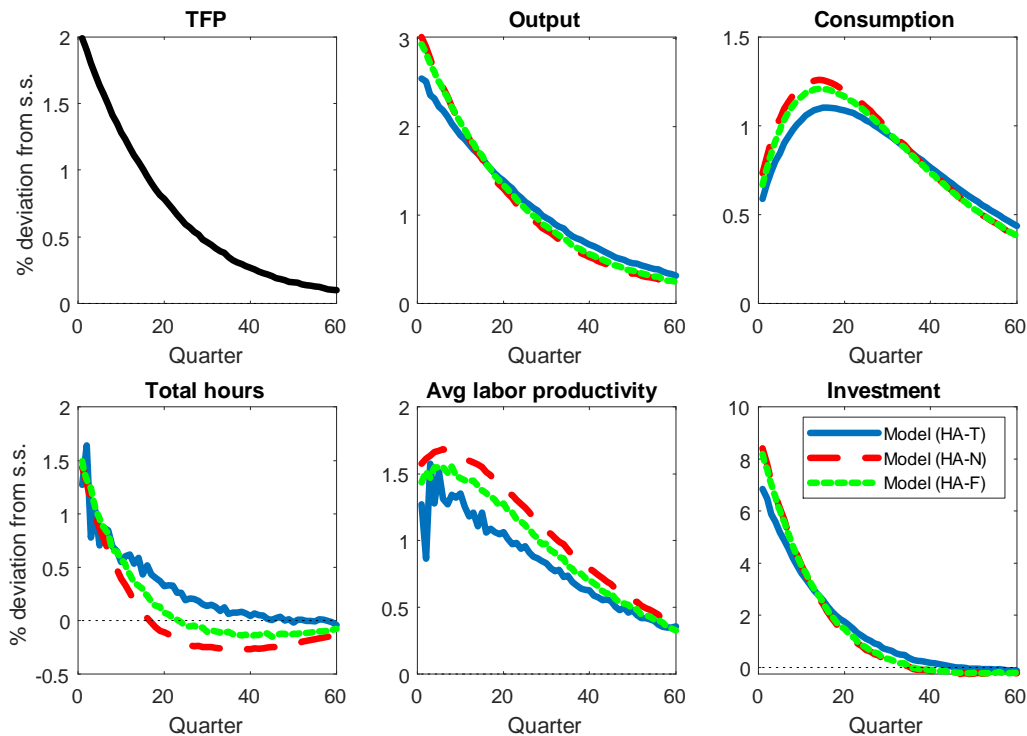 TFP
% deviation from s.s.
2
1.5
1
0.5
0
0 20 40 60
Quarter
Output
3
2
1
0
0 20 40 60
Quarter
Consumption
1.5
1
0.5
0
0 20 40 60
Quarter
Total hours
% deviation from s.s.
2
1.5
1
0.5
0
-0.5
0 20 40 60
Quarter
Avg labor productivity
2
1.5
1
0.5
0
0 20 40 60
Quarter
Investment
10
8
6
4
2
0
0 20 40 60
Quarter
Model (HA-T)
Model (HA-N)
Model (HA-F)